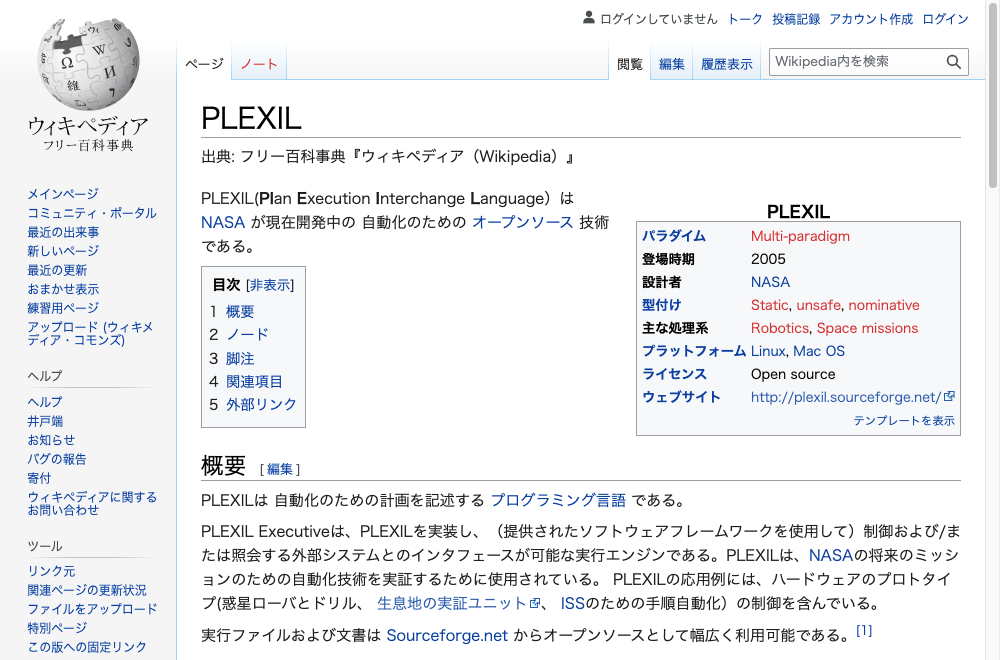 ログインしていません トーク 投稿記録 アカウント作成 ログイン
ページ ノート 閲覧 編集 履歴表示 Wikipedia内を検索
ウィキペディア
フリー百科事典
メインページ
コミュニティ・ポータル
最近の出来事
新しいページ
最近の更新
おまかせ表示
練習用ページ
アップロード (ウィキメ
ディア・コモンズ)
ヘルプ
ヘルプ
井戸端
お知らせ
バグの報告
寄付
ウィキペディアに関する
お問い合わせ
ツール
リンク元
関連ページの更新状況
ファイルをアップロード
特別ページ
この版への固定リンク
PLEXIL
出典: フリー百科事典『ウィキペディア（Wikipedia）』
PLEXIL(Plan Execution Interchange Language）は
NASA が現在開発中の 自動化のための オープンソース 技術
である。
目次 [非表示]
1 概要
2 ノード
3 脚注
4 関連項目
5 外部リンク
PLEXIL
パラダイム Multi-paradigm
登場時期 2005
設計者 NASA
型付け Static, unsafe, nominative
主な処理系 Robotics, Space missions
プラットフォーム Linux, Mac OS
ライセンス Open source
ウェブサイト http://plexil.sourceforge.net/
テンプレートを表示
概要 [ 編集 ]
PLEXILは 自動化のための計画を記述する プログラミング言語 である。
PLEXIL Executiveは、PLEXILを実装し、（提供されたソフトウェアフレームワークを使用して）制御および/ま
たは照会する外部システムとのインタフェースが可能な実行エンジンである。PLEXILは、NASAの将来のミッシ
ョンのための自動化技術を実証するために使用されている。 PLEXILの応用例には、ハードウェアのプロトタイ
プ(惑星ローバとドリル、 生息地の実証ユニット、 ISSのための手順自動化）の制御を含んでいる。
実行ファイルおよび文書は Sourceforge.net からオープンソースとして幅広く利用可能である。[1]